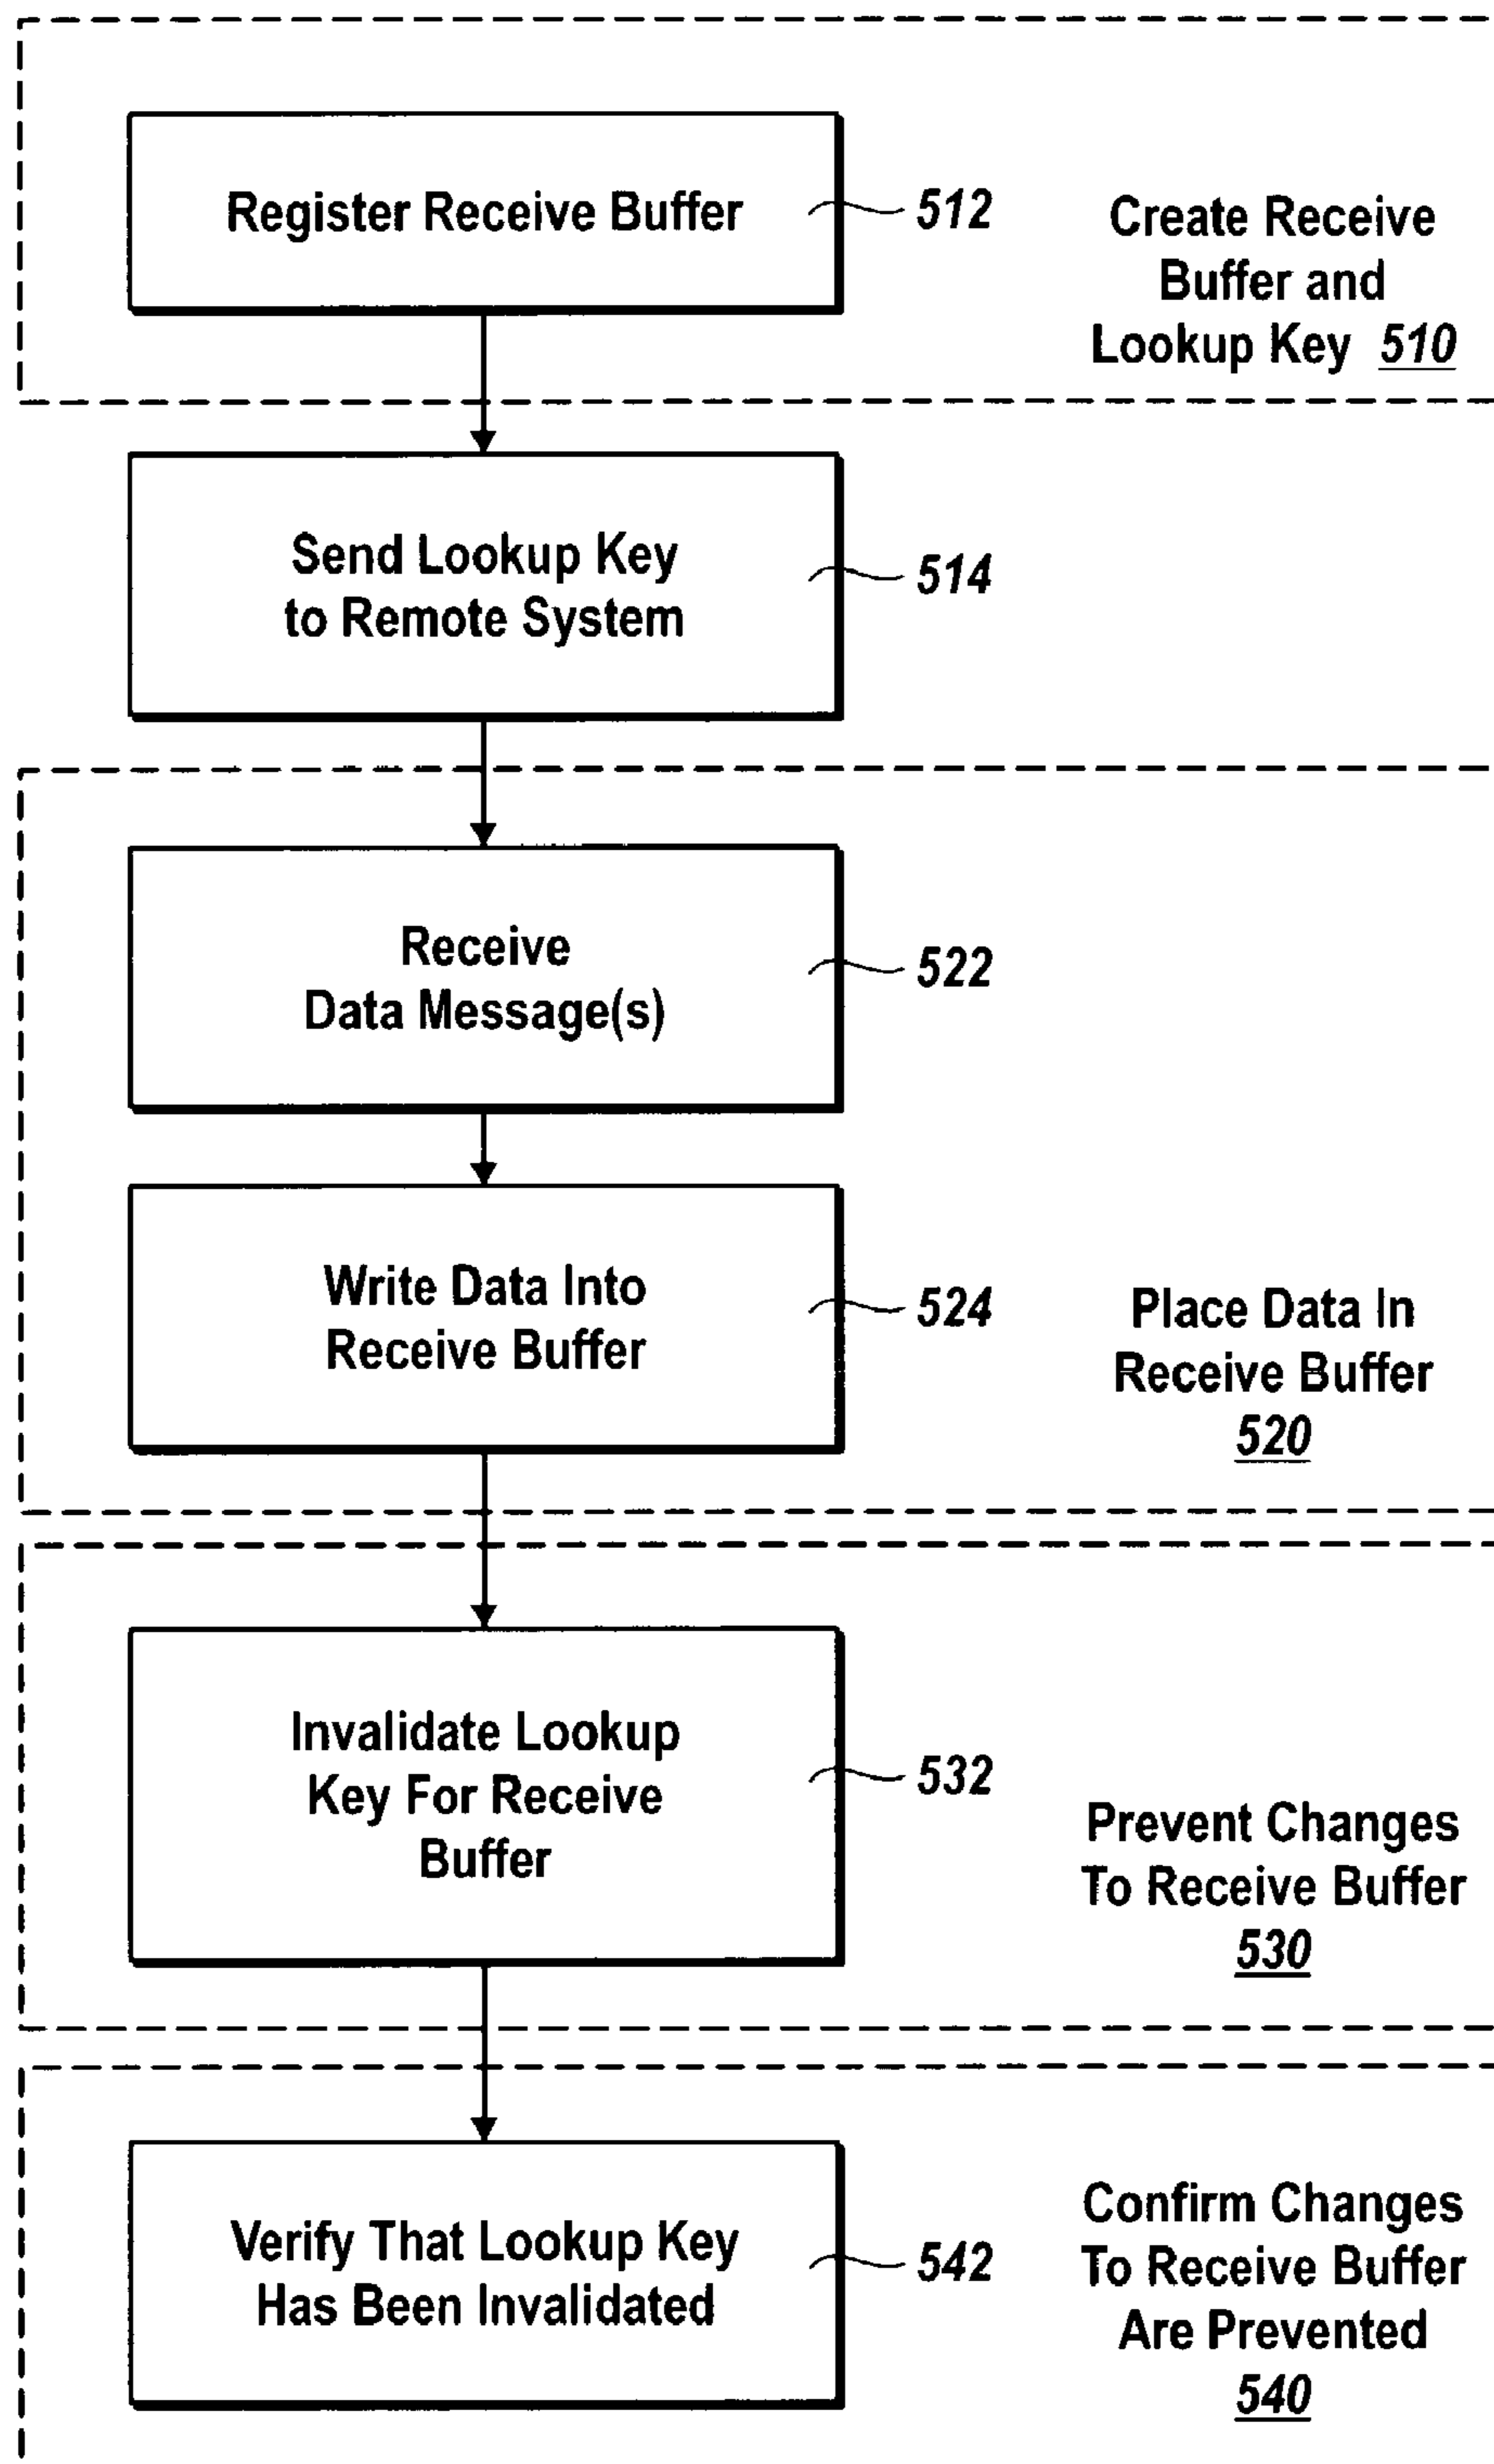 Register Receive Buffer
512
Create Receive
Buffer and
Lookup Key 510
Send Lookup Key
to Remote System
514
Receive
Data Message(s)
522
Write Data Into
Receive Buffer
524
Place Data In
Receive Buffer
520
Invalidate Lookup
Key For Receive
Buffer
532
Prevent Changes
To Receive Buffer
530
Verify That Lookup Key
Has Been Invalidated
542
Confirm Changes
To Receive Buffer
Are Prevented
540